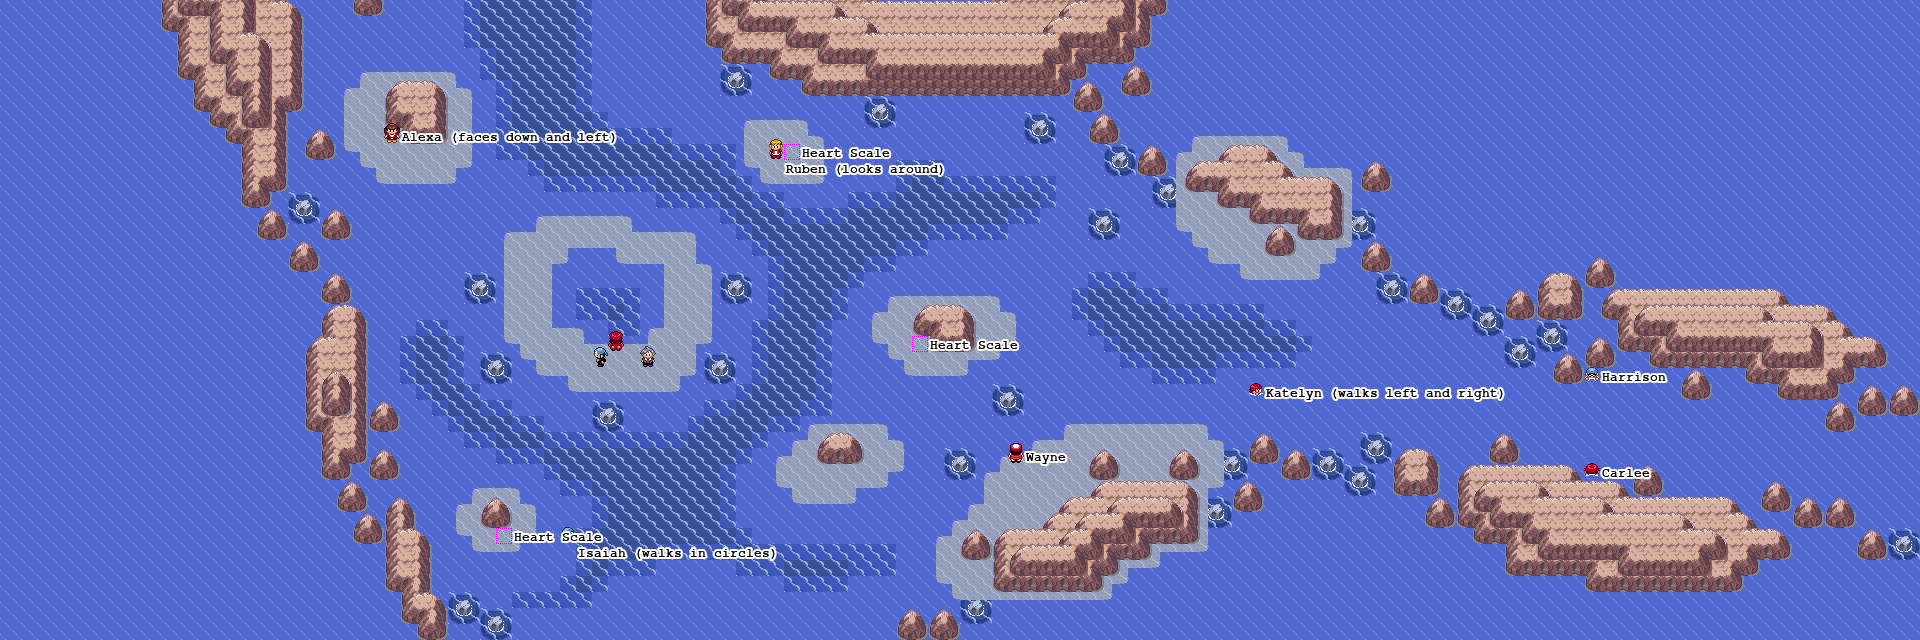 Alexa (faces down and left)
Heart Scale
Ruben (looks around)
Heart Scale
Harrison
Katelyn (walks left and right)
Wayne
Carlee
Heart Scale
Isaiah (walks in circles)